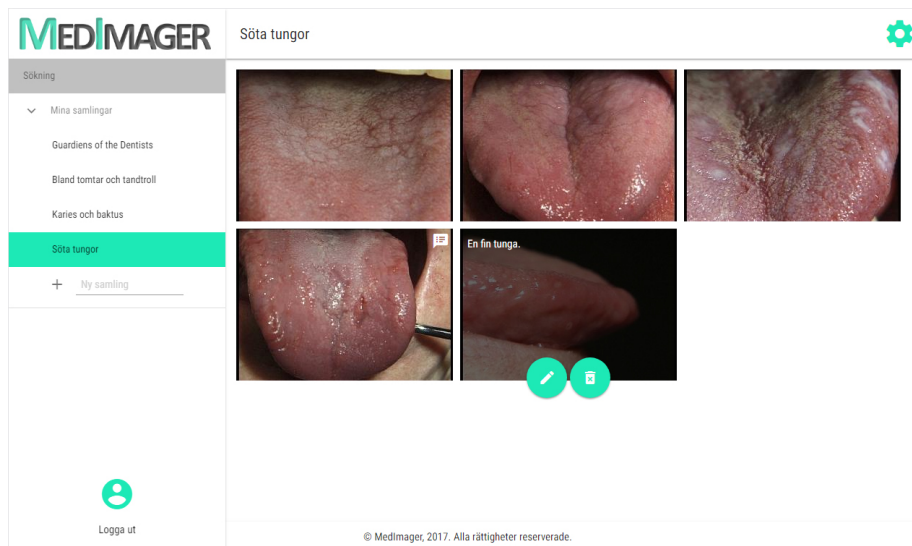 MEDIMAGER
Söta tungor
Sökning
Mina samlingar
Guardiens of the Dentists
Bland tomtar och tandtroll
Karies och baktus
Söta tungor
Ny samling
En fin tunga.
Logga ut
© MedImager, 2017. Alla rättigheter reserverade.